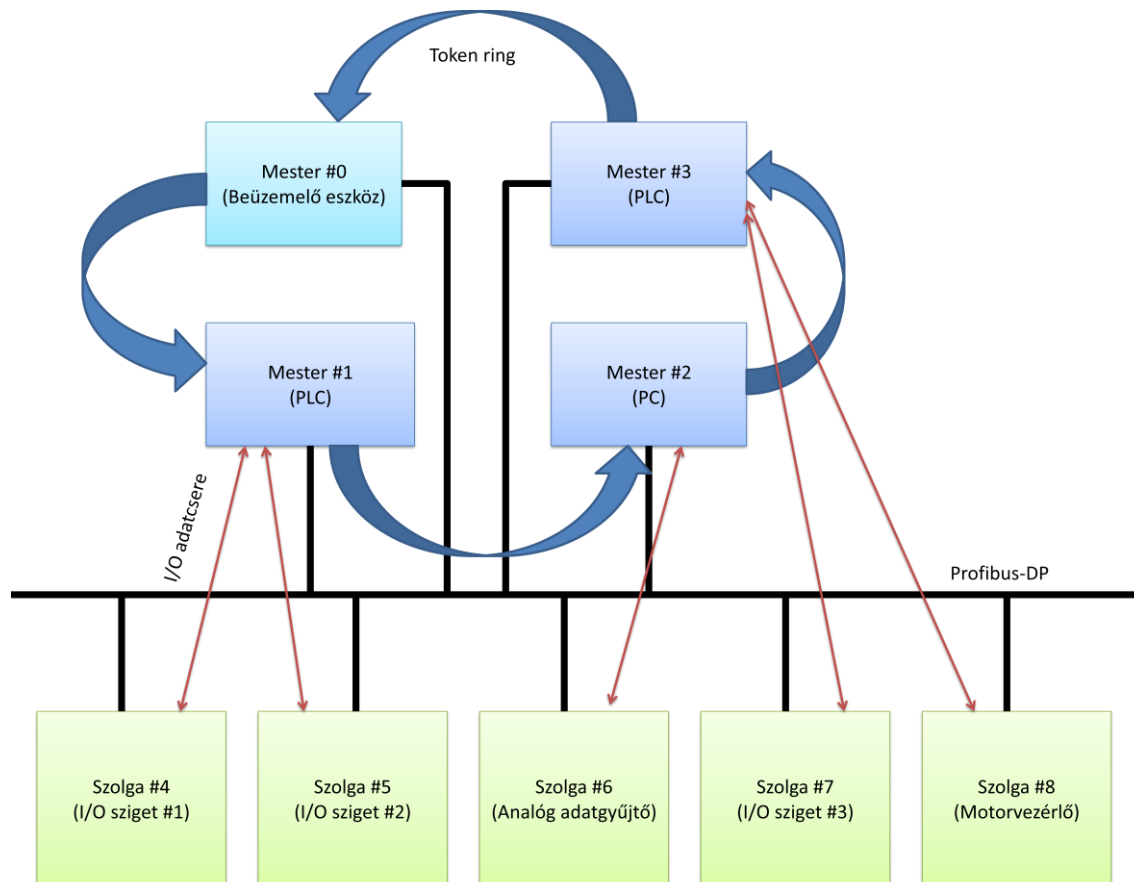 Token ring
Mester #0
(Beüzemelő eszköz)
Mester #3
(PLC)
Mester #1
(PLC)
Mester #2
(PC)
I/O adatcsere
Profibus-DP
Szolga #4
(I/O sziget #1)
Szolga #5
(I/O sziget #2)
Szolga #6
(Analóg adatgyűjtő)
Szolga #7
(I/O sziget #3)
Szolga #8
(Motorvezérlő)